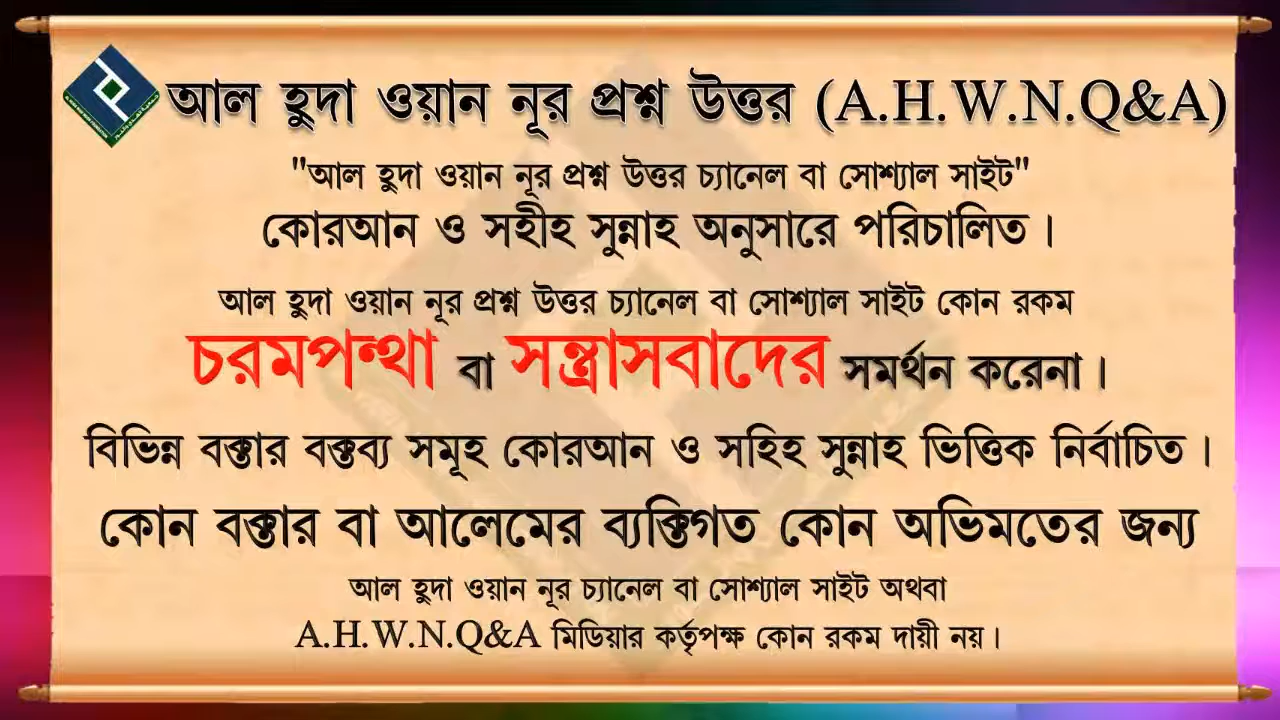 আল হুদা ওয়ান নূর প্রশ্ন উত্তর (A.H.W.N.Q&A)
"আল হুদা ওয়ান নূর প্রশ্ন উত্তর চ্যানেল বা সোশ্যাল সাইট"
কোরআন ও সহীহ সুন্নাহ অনুসারে পরিচালিত।
আল হুদা ওয়ান নূর প্রশ্ন উত্তর চ্যানেল বা সোশ্যাল সাইট কোন রকম
চরমপন্থা বা সন্ত্রাসবাদের সমর্থন করেনা।
বিভিন্ন বক্তার বক্তব্য সমূহ কোরআন ও সহিহ সুন্নাহ ভিত্তিক নির্বাচিত।
কোন বক্তার বা আলেমের ব্যক্তিগত কোন অভিমতের জন্য
আল হুদা ওয়ান নূর চ্যানেল বা সোশ্যাল সাইট অথবা
A.H.W.N.Q&A মিডিয়ার কর্তৃপক্ষ কোন রকম দায়ী নয়।